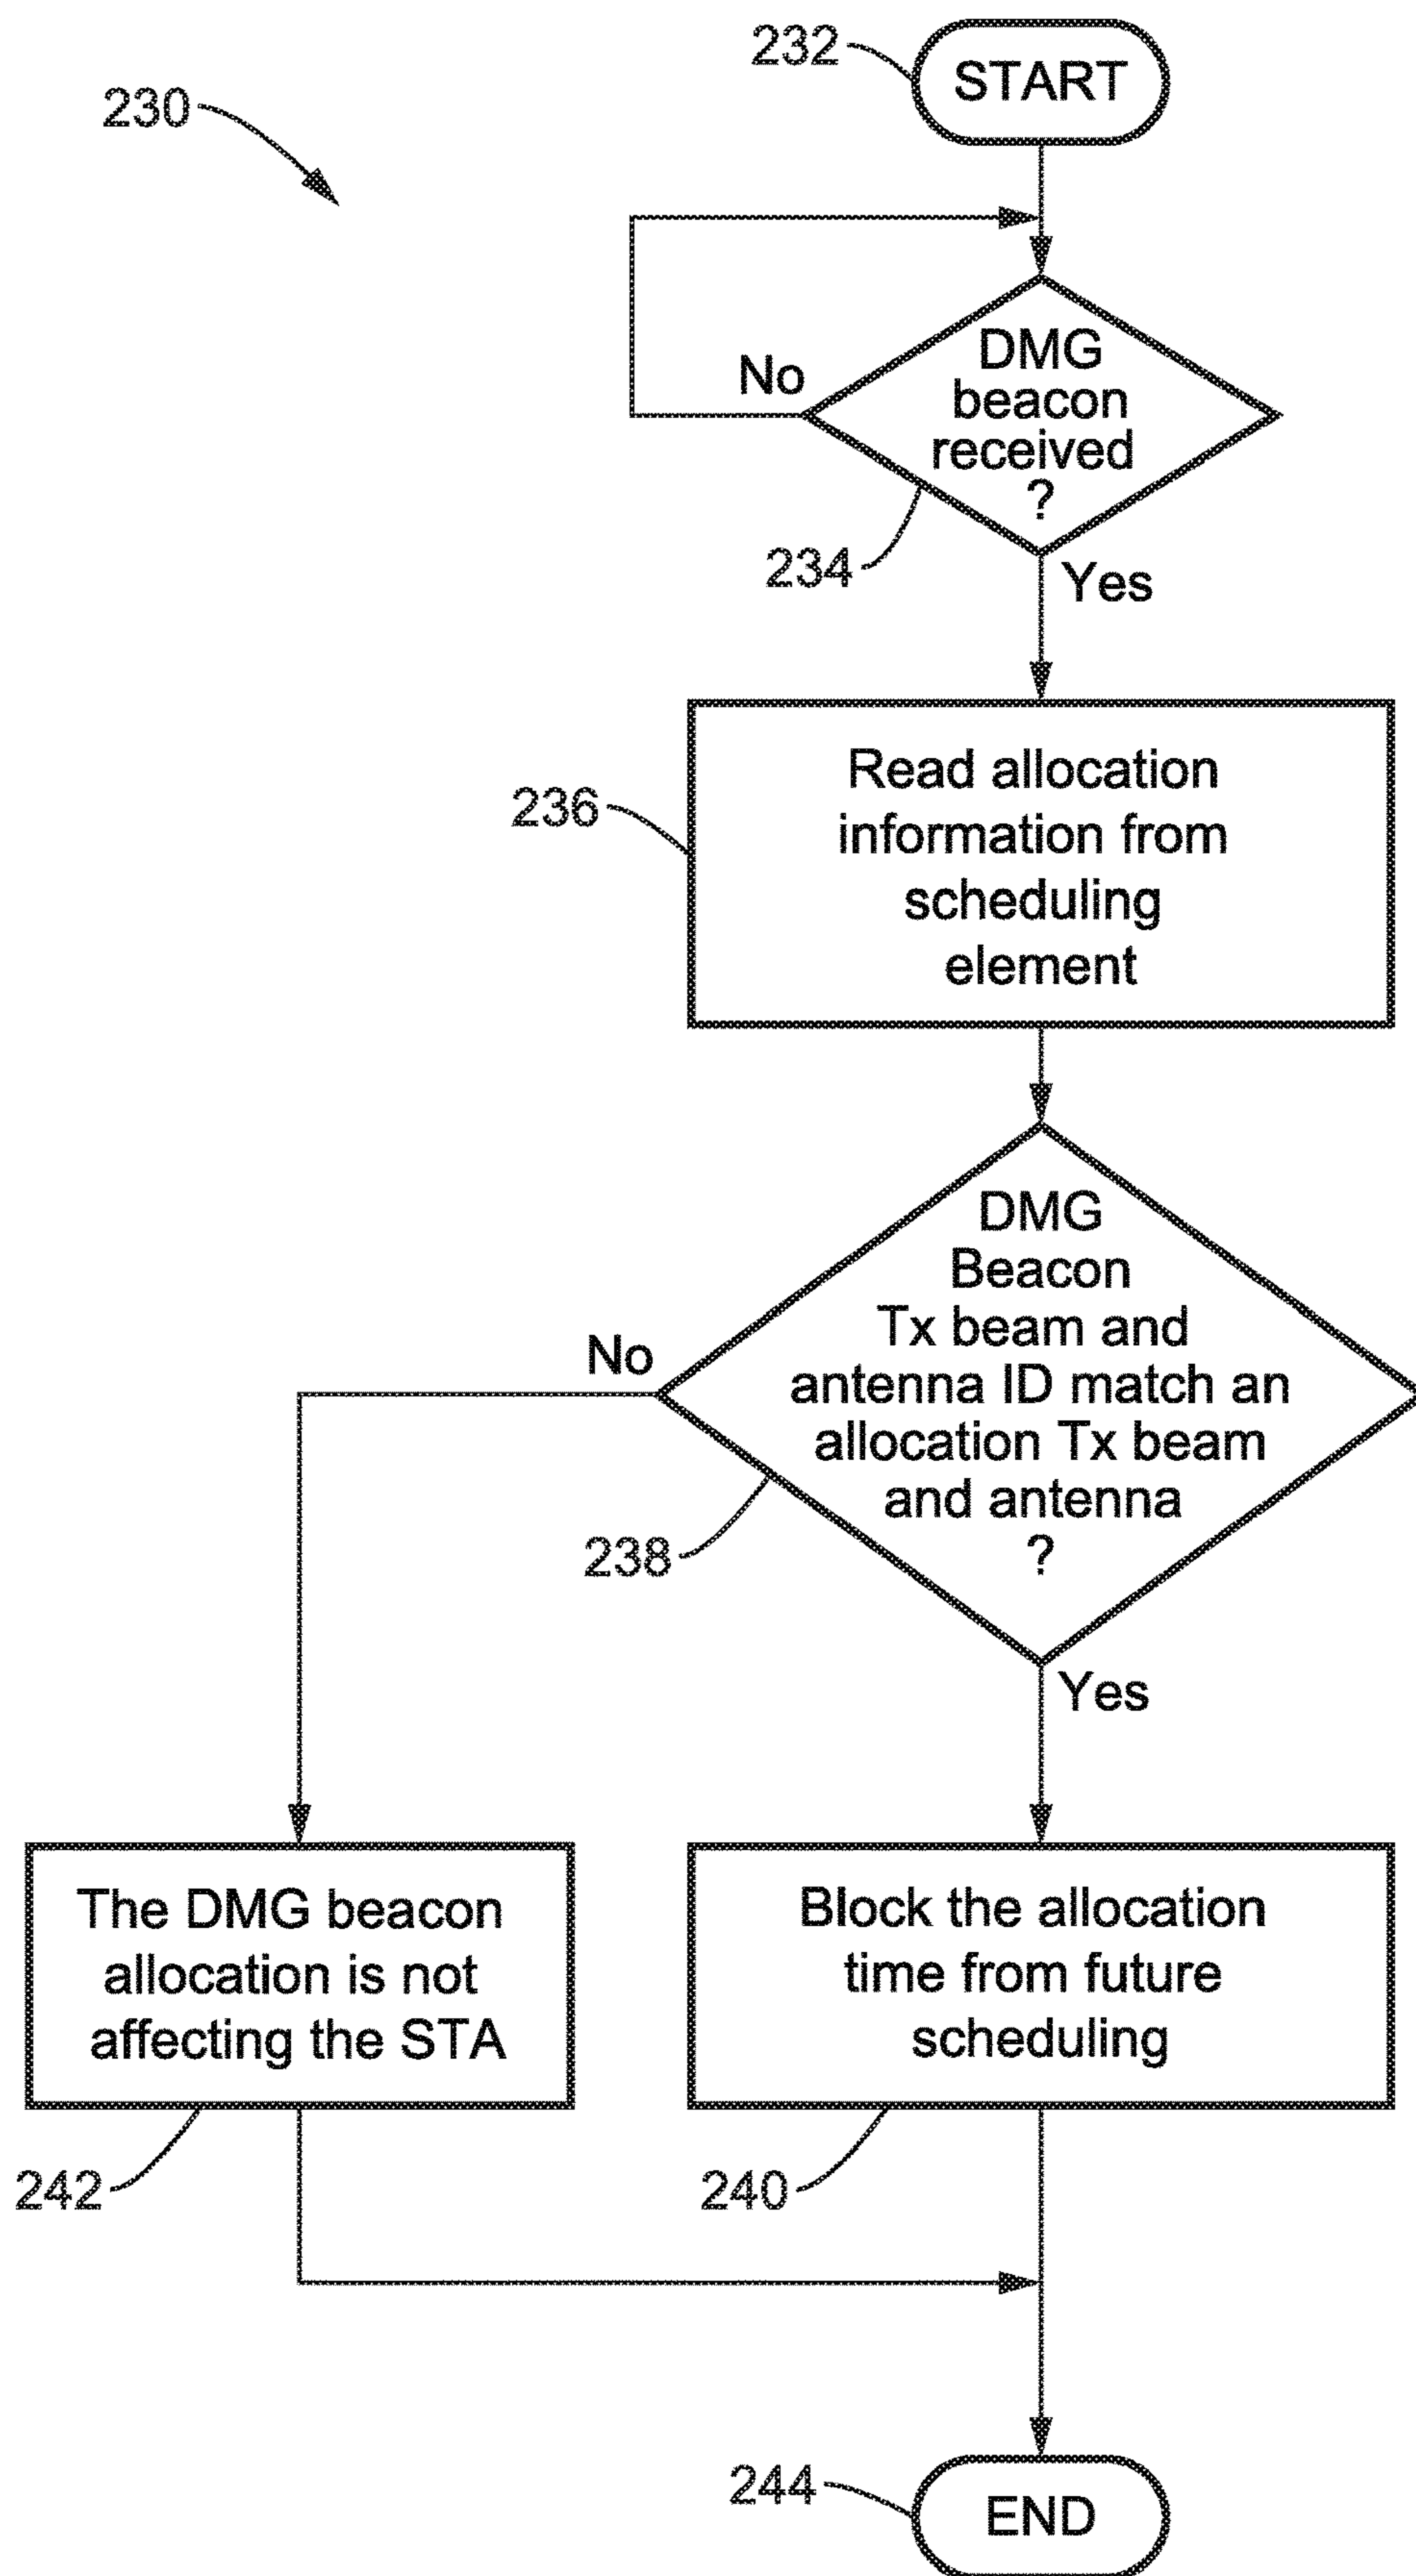 232
START
230
DMG
beacon
received
?
No
234
Yes
236
Read allocation
information from
scheduling
element
DMG
Beacon
Tx beam and
antenna ID match an
allocation Tx beam
and antenna
?
No
238
Yes
The DMG beacon
allocation is not
affecting the STA
Block the allocation
time from future
scheduling
242
240
244
END